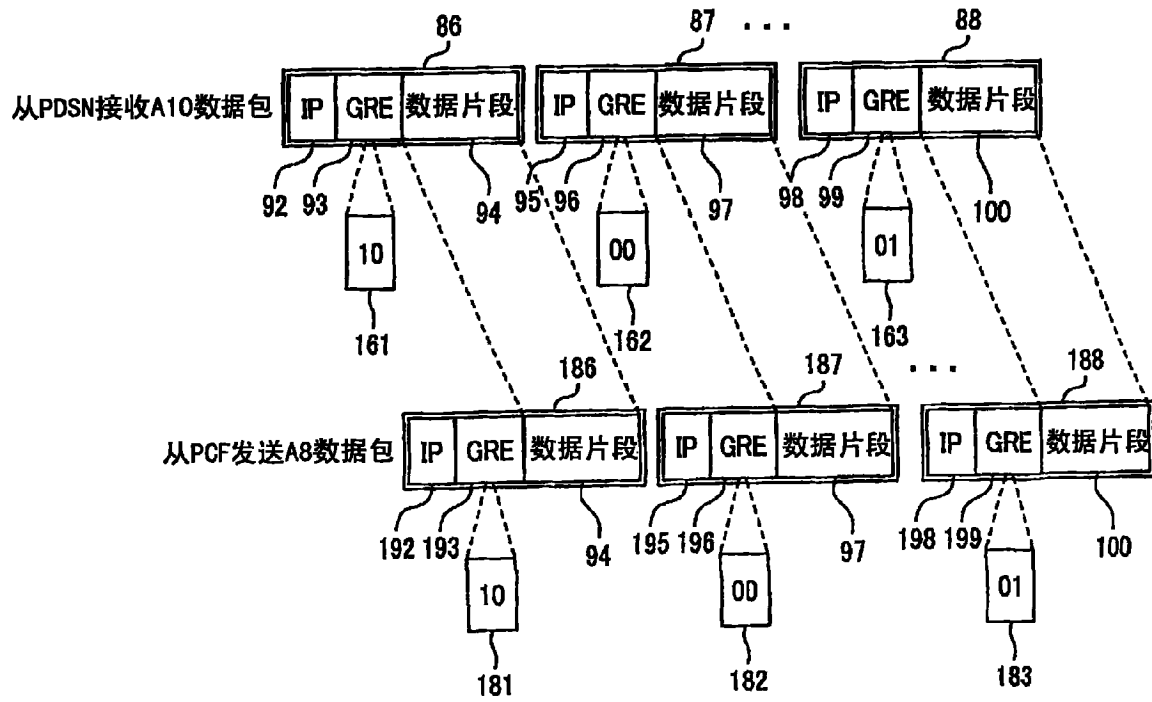 86 87 ··· 88
从PDSN接收A10数据包 IP GRE 数据片段 IP GRE 数据片段 IP GRE 数据片段
92 93 94 95 96 97 98 99 100
10 00 01
161 162 163
186 187 ··· 188
从PCF发送A8数据包 IP GRE 数据片段 IP GRE 数据片段 IP GRE 数据片段
192 193 94 195 196 97 198 199 100
10 00 01
181 182 183